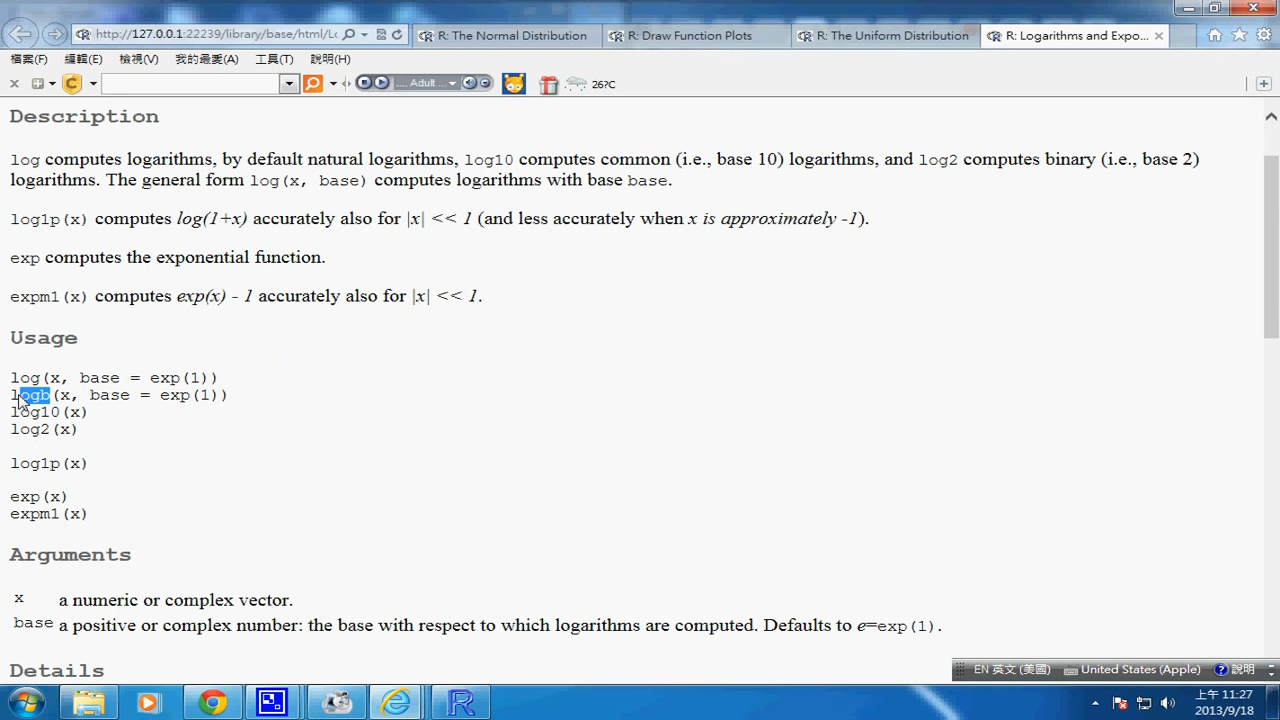 http://127.0.0.1:22239/library/base/html/Lo
R: The Normal Distribution
R: Draw Function Plots
R: The Uniform Distribution
R: Logarithms and Expo...
檔案(F) 編輯(E) 檢視(V) 我的最愛(A) 工具(T) 說明(H)
.... Adult ... 26?C
Description
log computes logarithms, by default natural logarithms, log10 computes common (i.e., base 10) logarithms, and log2 computes binary (i.e., base 2)
logarithms. The general form log(x, base) computes logarithms with base base.
log1p(x) computes log(1+x) accurately also for |x| << 1 (and less accurately when x is approximately -1).
exp computes the exponential function.
expm1(x) computes exp(x) - 1 accurately also for |x| << 1.
Usage
log(x, base = exp(1))
logb(x, base = exp(1))
log10(x)
log2(x)
log1p(x)
exp(x)
expm1(x)
Arguments
x a numeric or complex vector.
base a positive or complex number: the base with respect to which logarithms are computed. Defaults to e=exp(1).
Details
EN 英文 (美國) United States (Apple) 說明
上午 11:27
2013/9/18